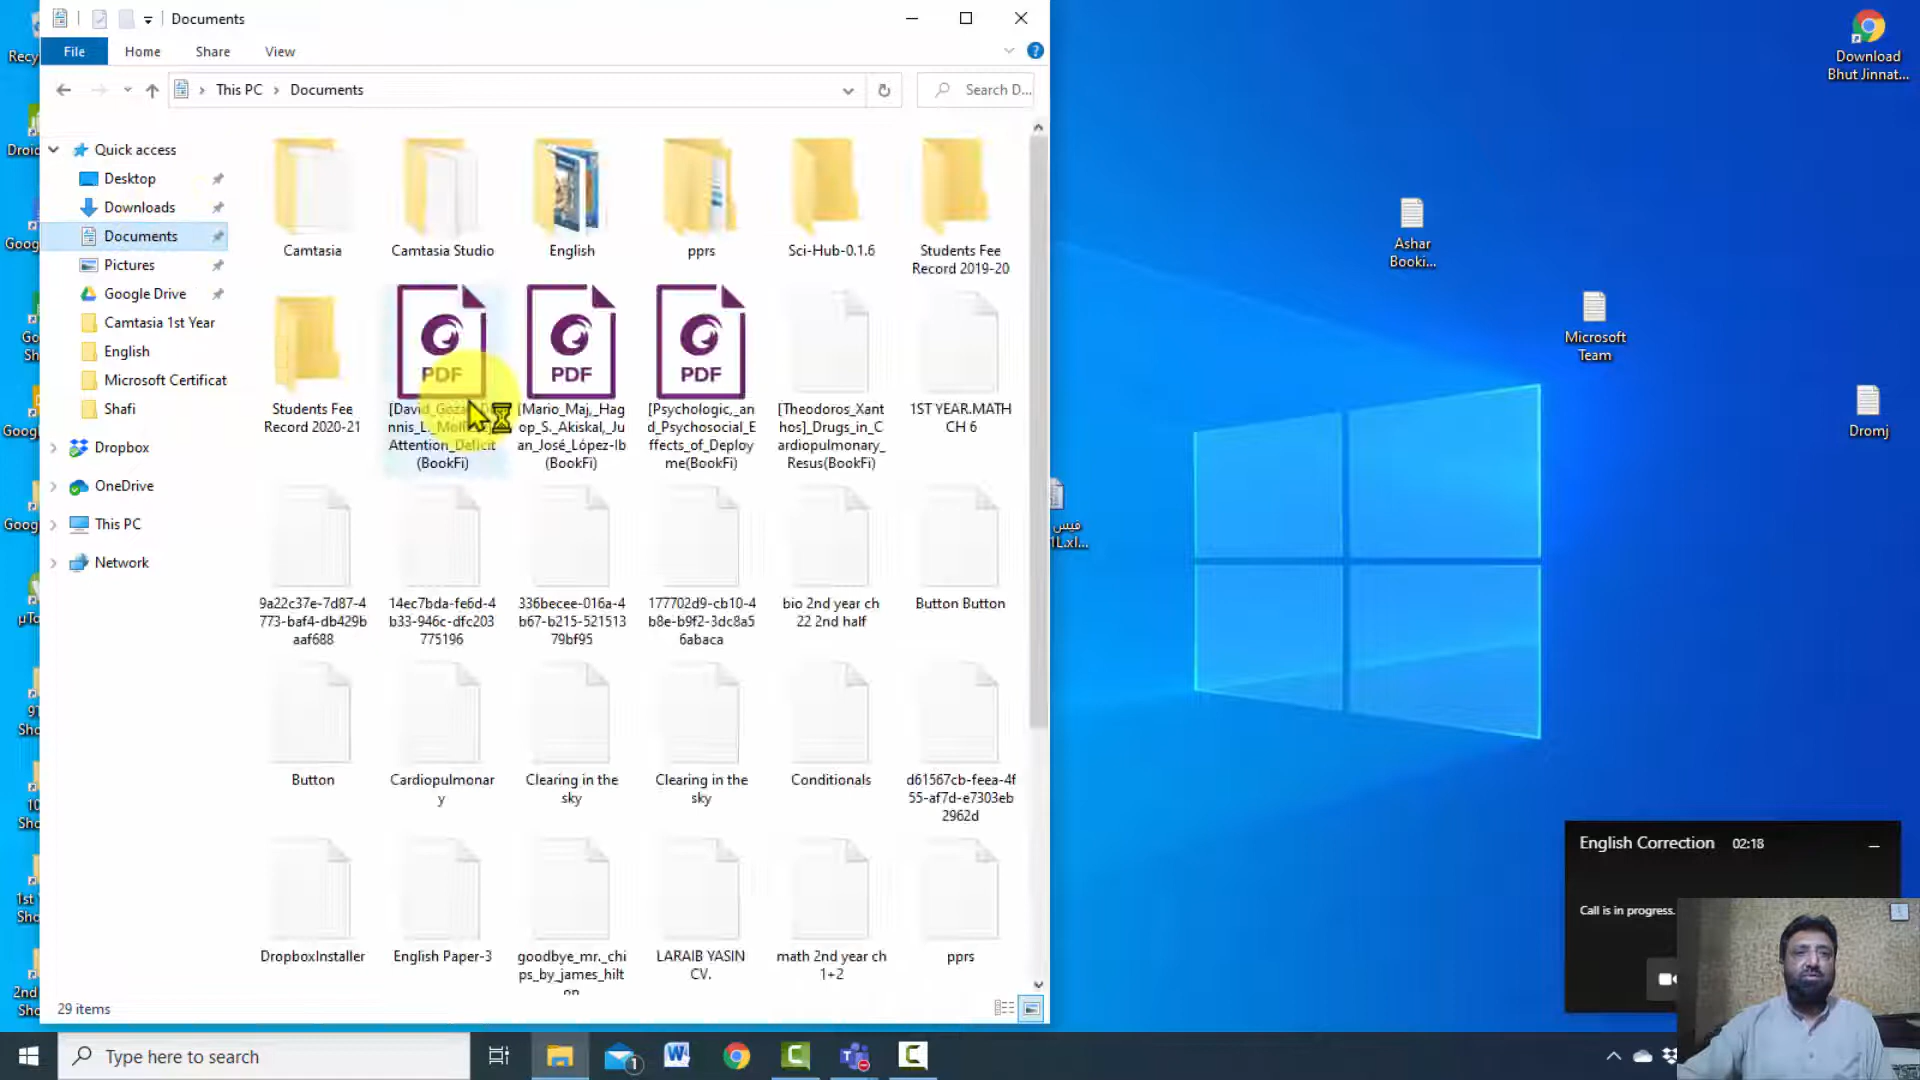 Documents
File
Home
Share
View
This PC
Documents
Search D...
Quick access
Desktop
Downloads
Documents
Pictures
Google Drive
Camtasia 1st Year
English
Microsoft Certificat
Shafi
Dropbox
OneDrive
This PC
Network
Camtasia
Camtasia Studio
English
pprs
Sci-Hub-0.1.6
Students Fee
Record 2019-20
Students Fee
Record 2020-21
PDF
Attention_Deficit
(BookFi)
PDF
[Mario_Maj,_Hag
op_S._Akiskal,_Ju
an_José_López-Ib
(BookFi)
PDF
[Psychologic,_an
d_Psychosocial_E
ffects_of_Deploy
me(BookFi)
[Theodoros_Xant
hos]_Drugs_in_C
ardiopulmonary_
Resus(BookFi)
1ST YEAR.MATH
CH 6
9a22c37e-7d87-4
773-baf4-db429b
aaf688
14ec7bda-fe6d-4
b33-946c-dfc203
775196
336becee-016a-4
b67-b215-521513
79bf95
177702d9-cb10-4
b8e-b9f2-3dc8a5
6abaca
bio 2nd year ch
22 2nd half
Button Button
Button
Cardiopulmonar
y
Clearing in the
sky
Clearing in the
sky
Conditionals
d61567cb-feea-4f
55-af7d-e7303eb
2962d
DropboxInstaller
English Paper-3
goodbye_mr._chi
ps_by_james_hilt
on
LARAIB YASIN
CV.
math 2nd year ch
1+2
pprs
29 items
Download
Bhut Jinnat...
Ashar
Booki...
Microsoft
Team
Dromj
فيس
1L.xl...
English Correction 02:18
Call is in progress.
Type here to search
1